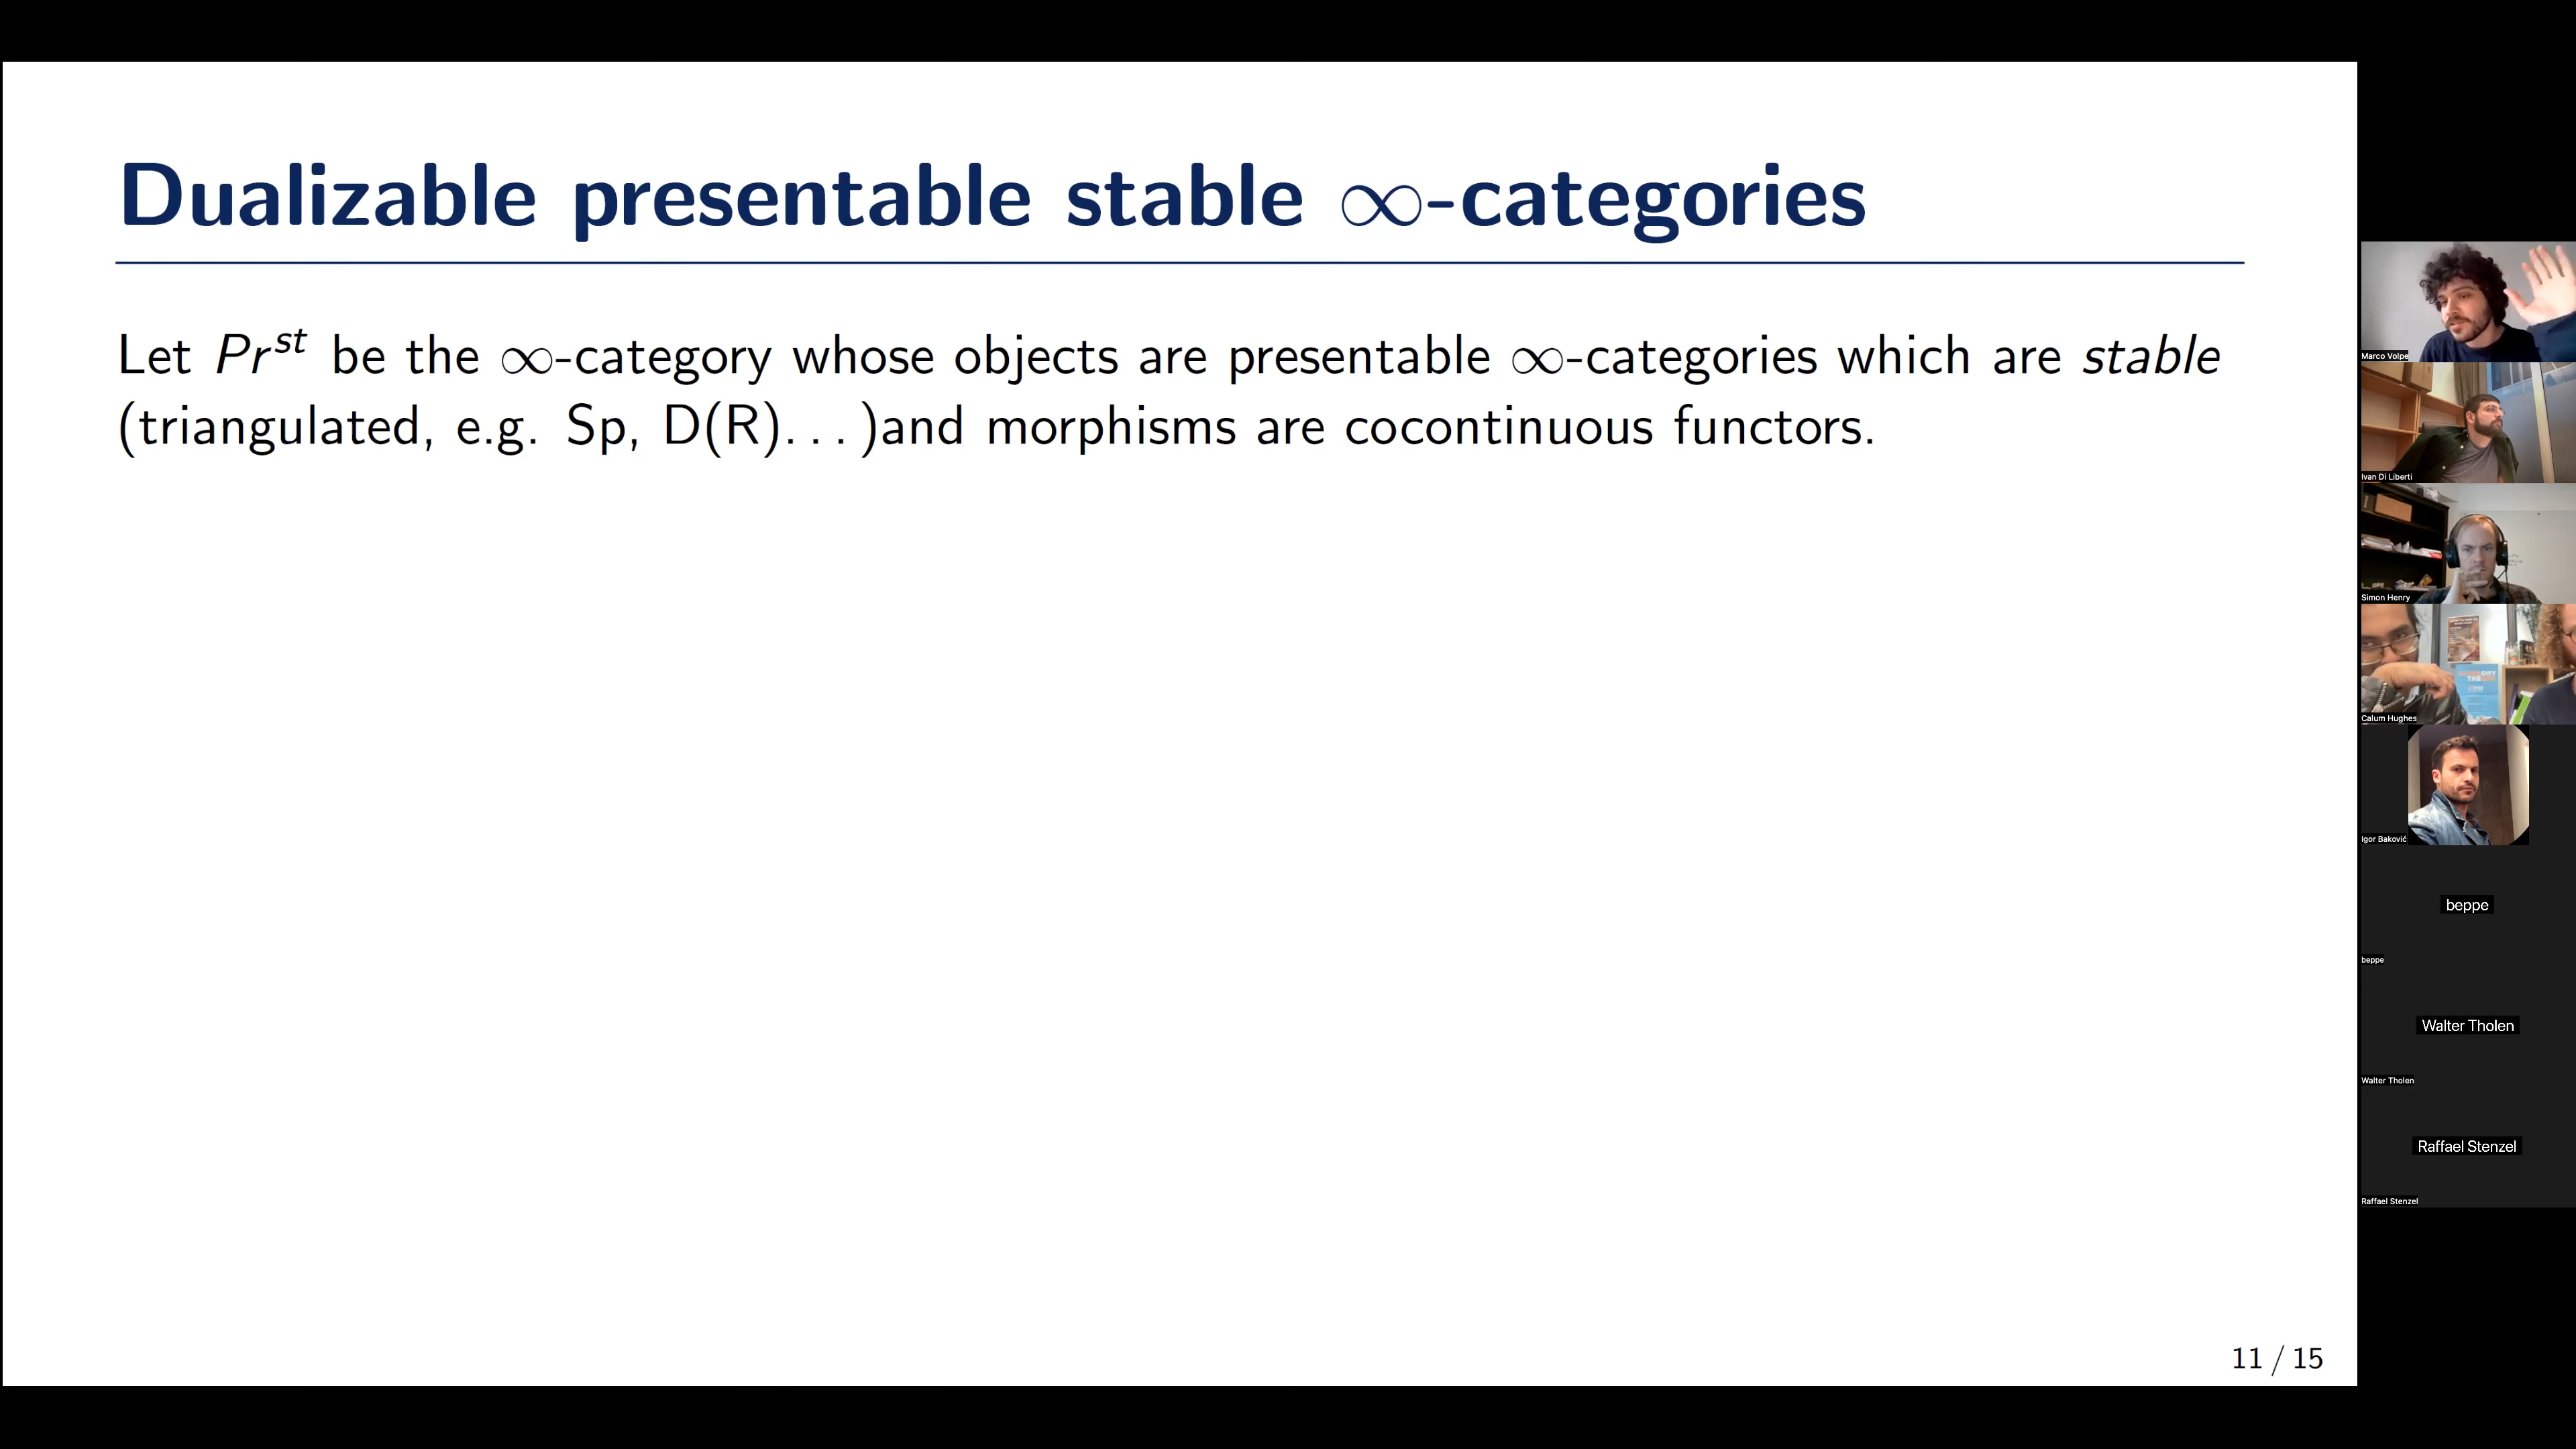 Dualizable presentable stable ∞-categories
Let Pr^st be the ∞-category whose objects are presentable ∞-categories which are stable
(triangulated, e.g. Sp, D(R)...)and morphisms are cocontinuous functors.
11 / 15
Marco Volpe
Ivan Di Liberti
Simon Henry
Calum Hughes
Igor Baković
beppe
beppe
Walter Tholen
Walter Tholen
Raffael Stenzel
Raffael Stenzel